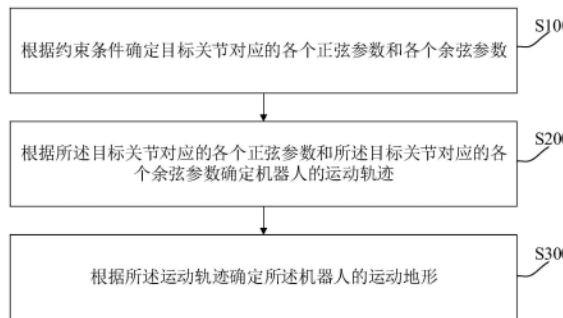 S100
根据约束条件确定目标关节对应的各个正弦参数和各个余弦参数
S200
根据所述目标关节对应的各个正弦参数和所述目标关节对应的各
个余弦参数确定机器人的运动轨迹
S300
根据所述运动轨迹确定所述机器人的运动地形